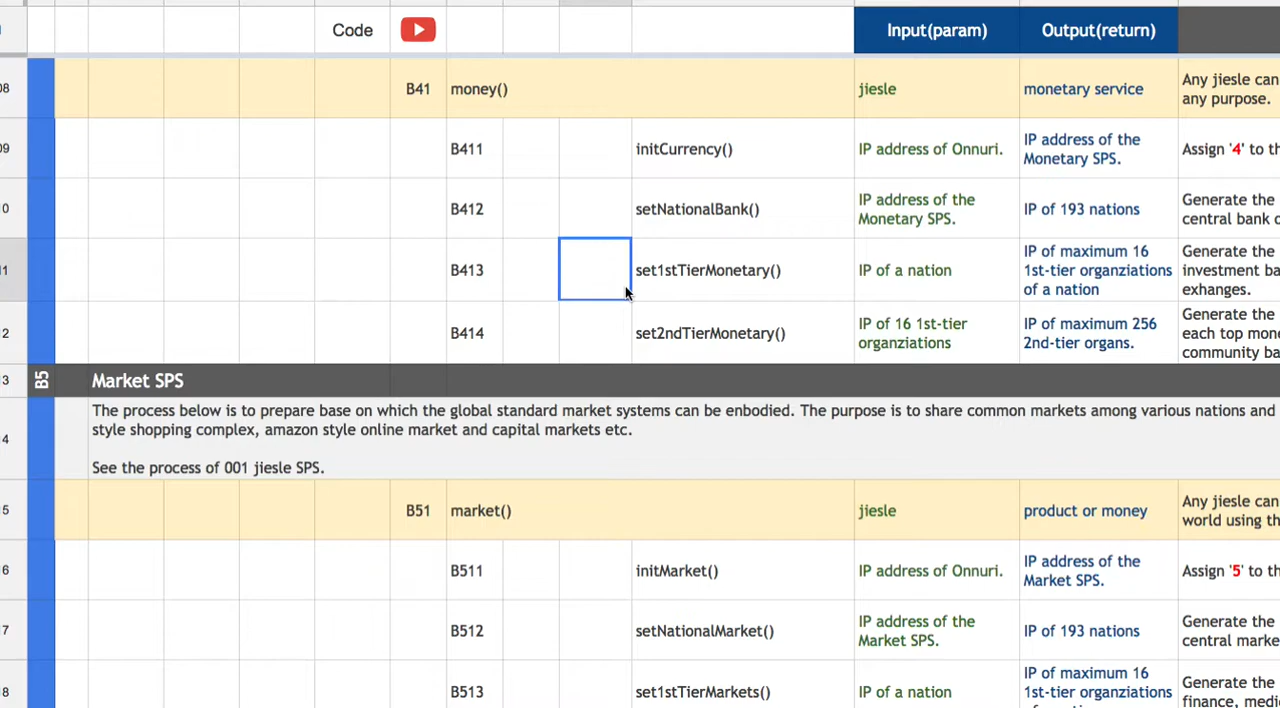 Code
Input(param)
Output(return)
08
B41
money()
jiesle
monetary service
Any jiesle can
any purpose.
09
B411
initCurrency()
IP address of Onnuri.
IP address of the
Monetary SPS.
Assign '4' to th
0
B412
setNationalBank()
IP address of the
Monetary SPS.
IP of 193 nations
Generate the
central bank o
1
B413
set1stTierMonetary()
IP of a nation
IP of maximum 16
1st-tier organziations
of a nation
Generate the
investment ba
exhanges.
2
B414
set2ndTierMonetary()
IP of 16 1st-tier
organziations
IP of maximum 256
2nd-tier organs.
Generate the
each top mone
community ba
3
B5
Market SPS
4
The process below is to prepare base on which the global standard market systems can be enbodied. The purpose is to share common markets among various nations and
style shopping complex, amazon style online market and capital markets etc.
See the process of 001 jiesle SPS.
5
B51
market()
jiesle
product or money
Any jiesle can
world using th
6
B511
initMarket()
IP address of Onnuri.
IP address of the
Market SPS.
Assign '5' to th
7
B512
setNationalMarket()
IP address of the
Market SPS.
IP of 193 nations
Generate the
central marke
8
B513
set1stTierMarkets()
IP of a nation
IP of maximum 16
1st-tier organziations
Generate the
finance, medi